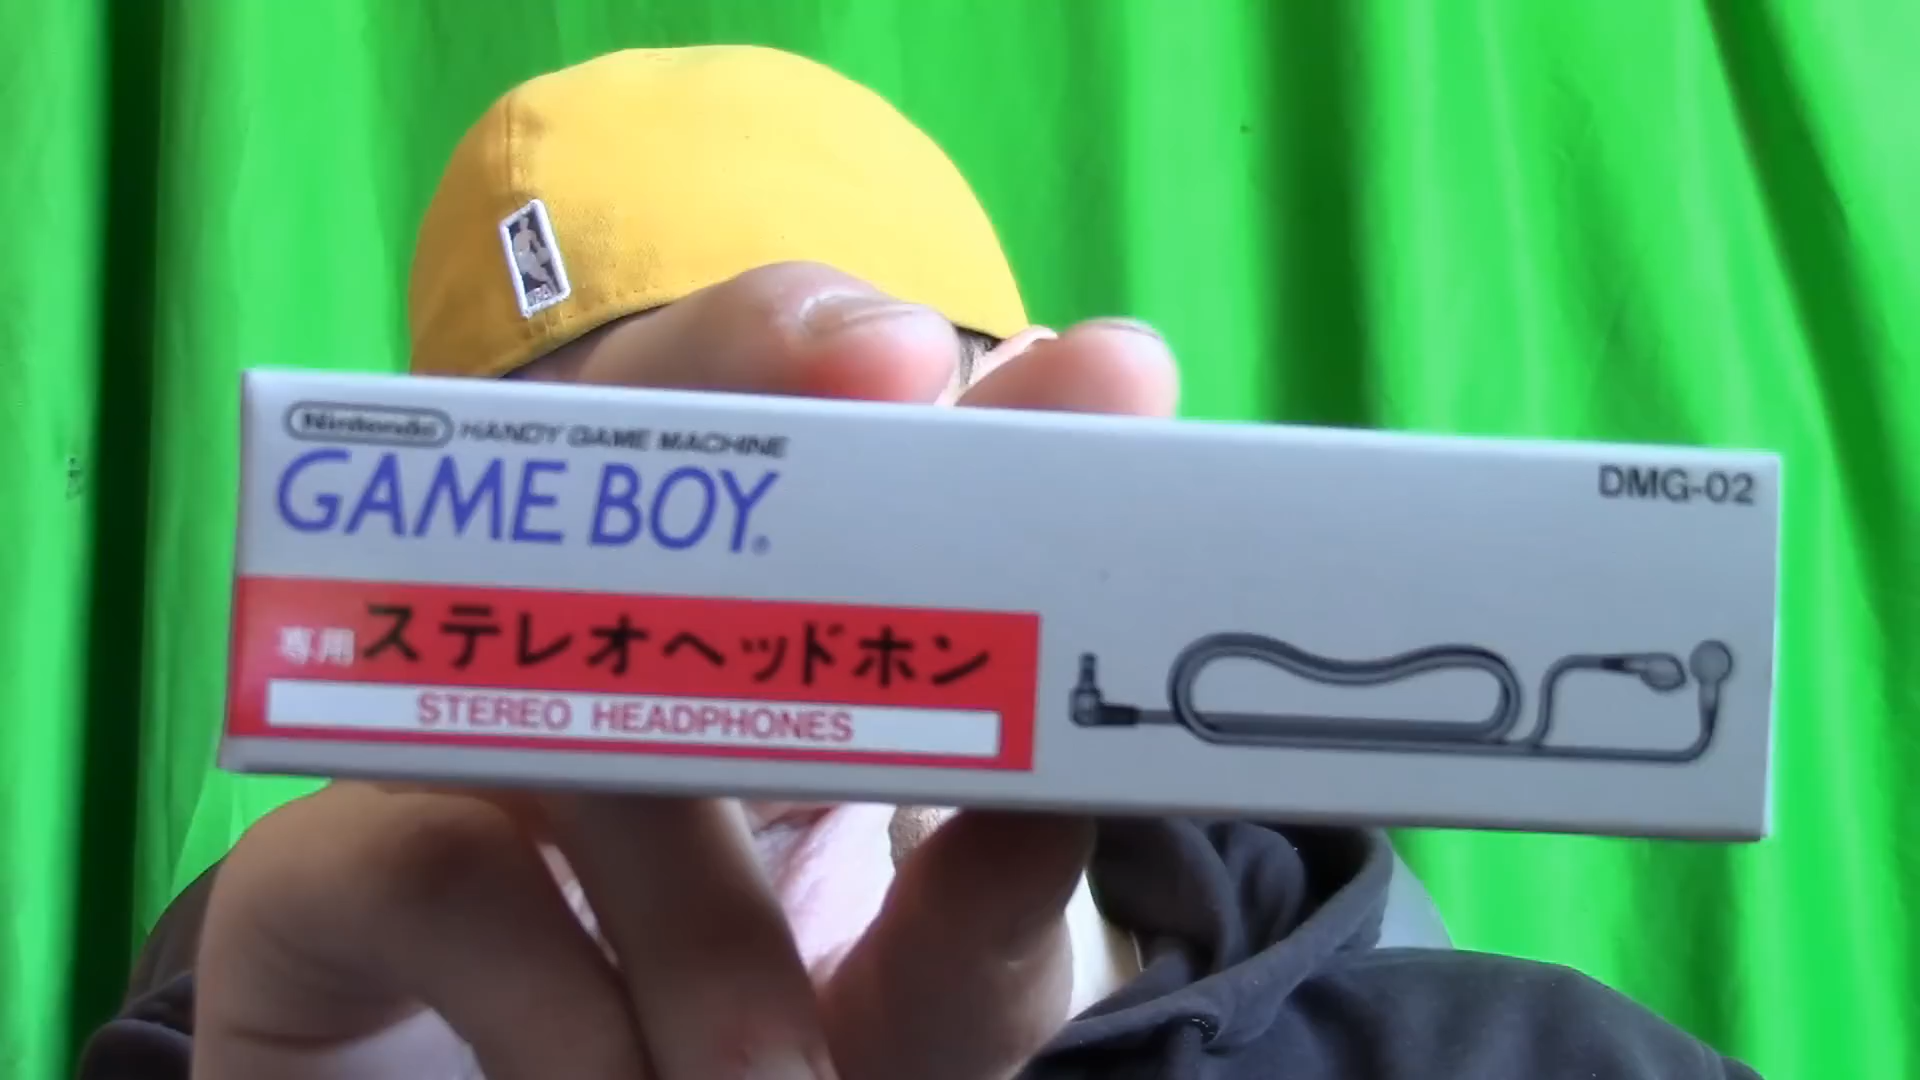 NBA
Nintendo HANDY GAME MACHINE
GAME BOY®
DMG-02
専用ステレオヘッドホン
STEREO HEADPHONES